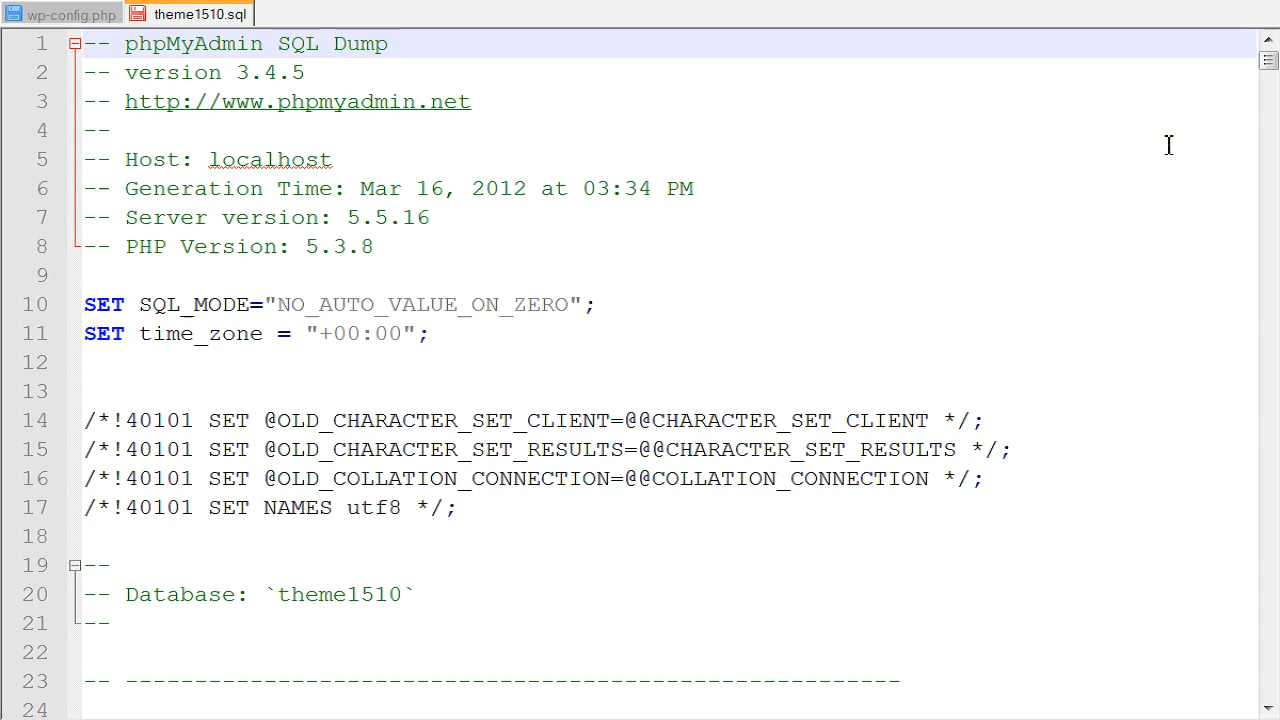 wp-config.php theme1510.sql
1 -- phpMyAdmin SQL Dump
2 -- version 3.4.5
3 -- http://www.phpmyadmin.net
4 --
5 -- Host: localhost
6 -- Generation Time: Mar 16, 2012 at 03:34 PM
7 -- Server version: 5.5.16
8 -- PHP Version: 5.3.8
9
10 SET SQL_MODE="NO_AUTO_VALUE_ON_ZERO";
11 SET time_zone = "+00:00";
12
13
14 /*!40101 SET @OLD_CHARACTER_SET_CLIENT=@@CHARACTER_SET_CLIENT */;
15 /*!40101 SET @OLD_CHARACTER_SET_RESULTS=@@CHARACTER_SET_RESULTS */;
16 /*!40101 SET @OLD_COLLATION_CONNECTION=@@COLLATION_CONNECTION */;
17 /*!40101 SET NAMES utf8 */;
18
19 --
20 -- Database: `theme1510`
21 --
22
23 -- --------------------------------------------------------
24